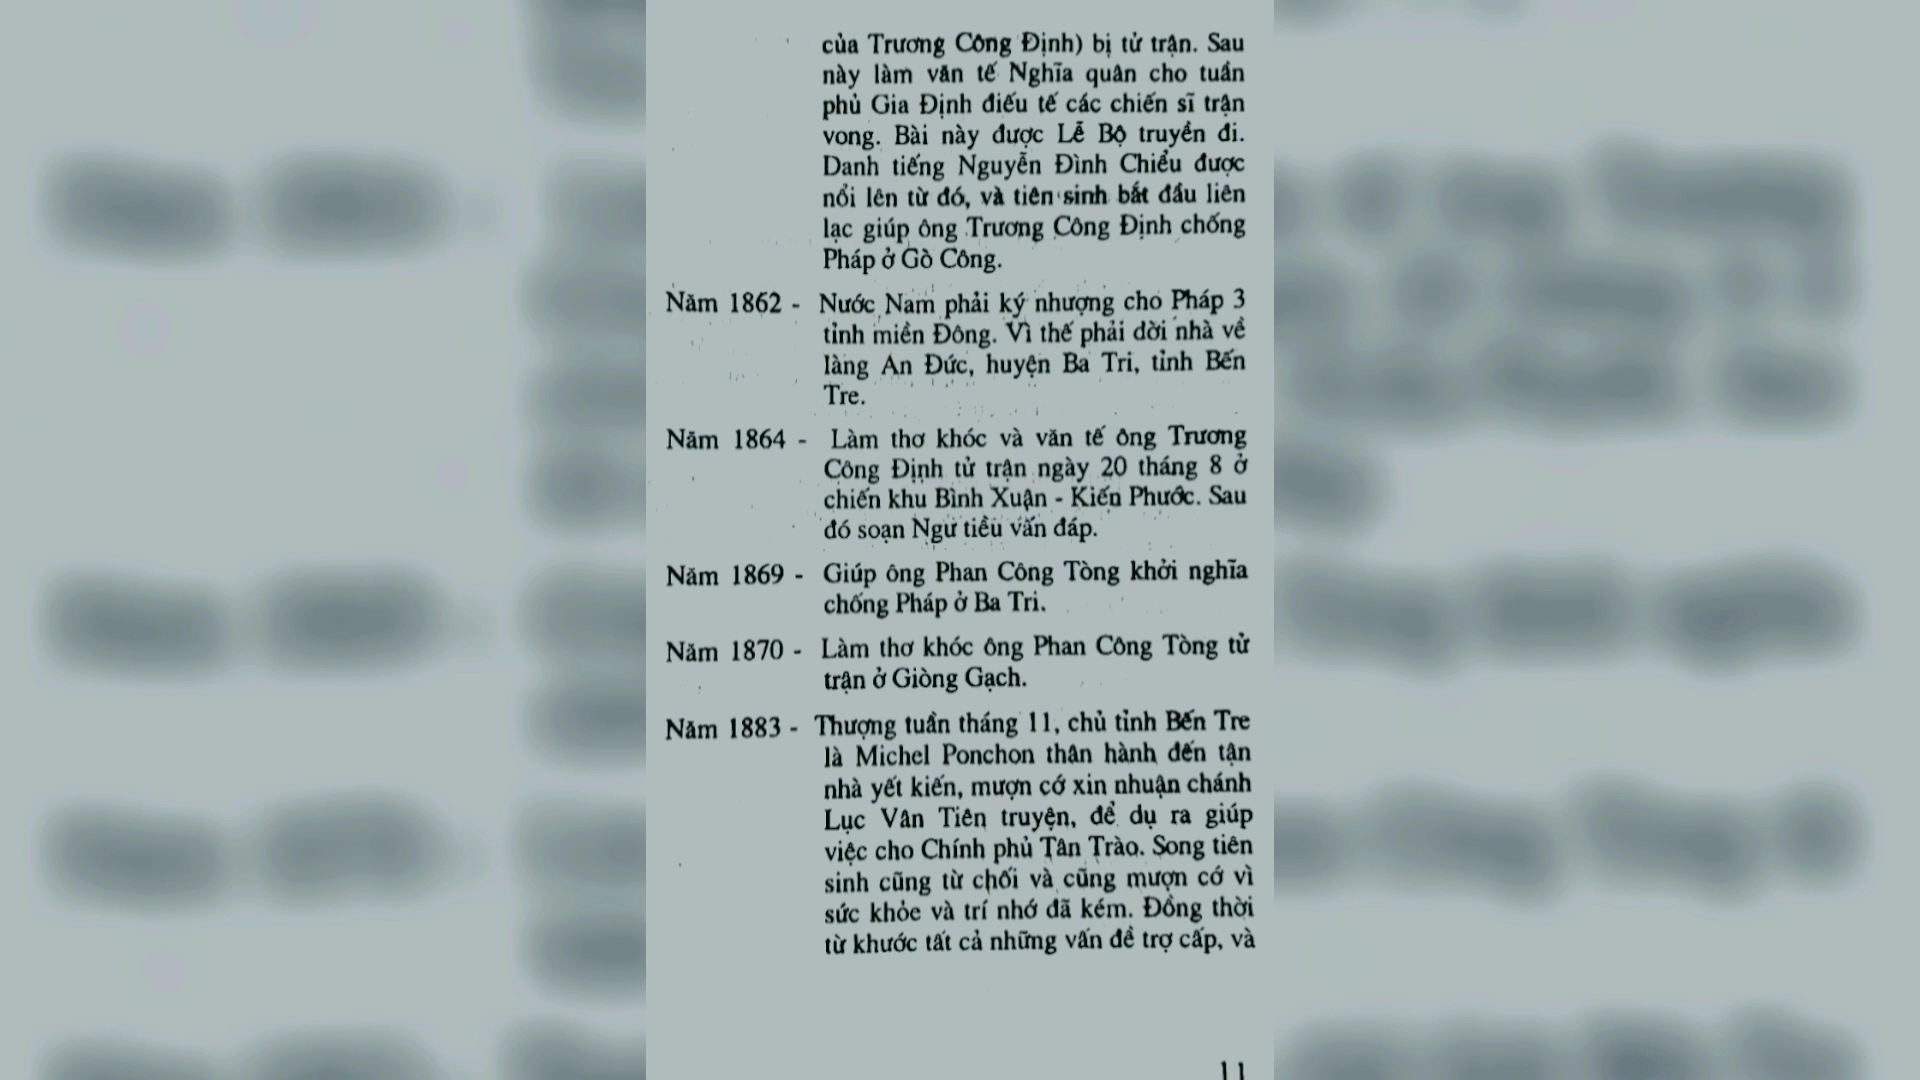 của Trương Công Định) bị tử trận. Sau
này làm văn tế Nghĩa quân cho tuần
phủ Gia Định điếu tế các chiến sĩ trận
vong. Bài này được Lễ Bộ truyền đi.
Danh tiếng Nguyễn Đình Chiểu được
nổi lên từ đó, và tiên sinh bắt đầu liên
lạc giúp ông Trương Công Định chống
Pháp ở Gò Công.
Năm 1862 - Nước Nam phải ký nhượng cho Pháp 3
tỉnh miền Đông. Vì thế phải dời nhà về
làng An Đức, huyện Ba Tri, tỉnh Bến
Tre.
Năm 1864 - Làm thơ khóc và văn tế ông Trương
Công Định tử trận ngày 20 tháng 8 ở
chiến khu Bình Xuận - Kiến Phước. Sau
đó soạn Ngư tiều vấn đáp.
Năm 1869 - Giúp ông Phan Công Tòng khởi nghĩa
chống Pháp ở Ba Tri.
Năm 1870 - Làm thơ khóc ông Phan Công Tòng tử
trận ở Giòng Gạch.
Năm 1883 - Thượng tuần tháng 11, chủ tỉnh Bến Tre
là Michel Ponchon thân hành đến tận
nhà yết kiến, mượn cớ xin nhuận chánh
Lục Vân Tiên truyện, để dụ ra giúp
việc cho Chính phủ Tân Trào. Song tiên
sinh cũng từ chối và cũng mượn cớ vì
sức khỏe và trí nhớ đã kém. Đồng thời
từ khước tất cả những vấn đề trợ cấp, và
11